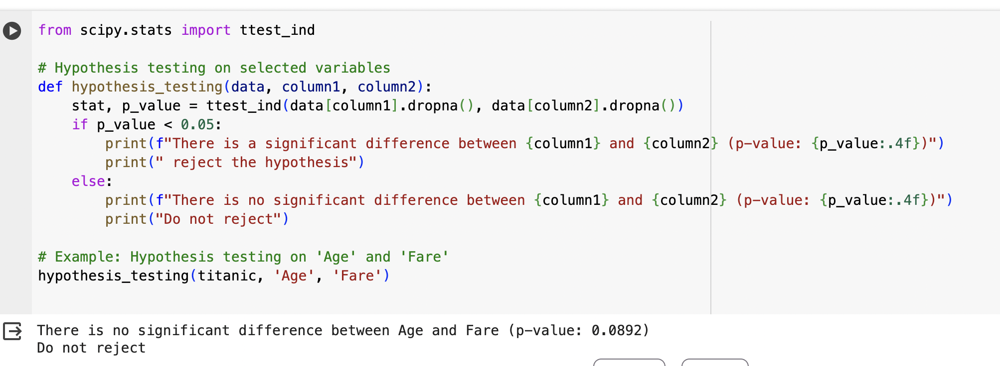 from scipy.stats import ttest_ind
# Hypothesis testing on selected variables
def hypothesis_testing(data, column1, column2):
    stat, p_value = ttest_ind(data[column1].dropna(), data[column2].dropna())
    if p_value < 0.05:
        print(f"There is a significant difference between {column1} and {column2} (p-value: {p_value:.4f})")
        print(" reject the hypothesis")
    else:
        print(f"There is no significant difference between {column1} and {column2} (p-value: {p_value:.4f})")
        print("Do not reject")
# Example: Hypothesis testing on 'Age' and 'Fare'
hypothesis_testing(titanic, 'Age', 'Fare')
There is no significant difference between Age and Fare (p-value: 0.0892)
Do not reject